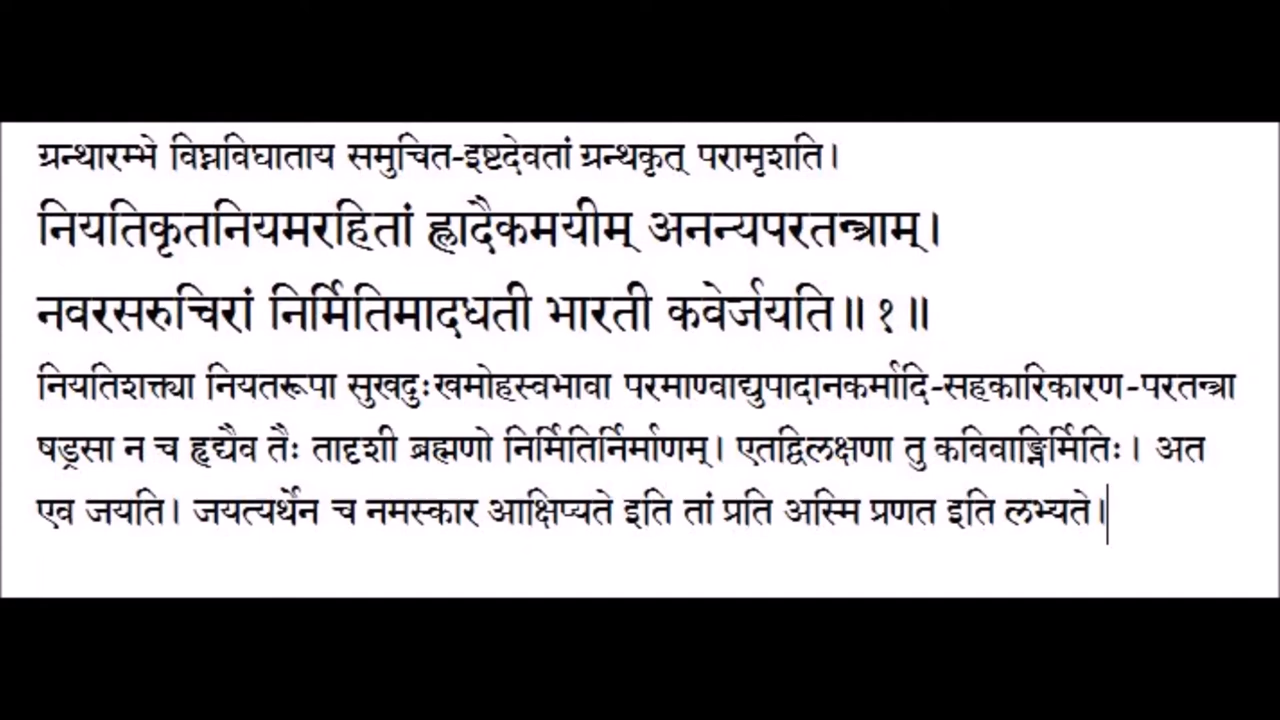 ग्रन्थारम्भे विघ्नविघाताय समुचित-इष्टदेवतां ग्रन्थकृत् परामृशति।
नियतिकृतनियमरहितां ह्लादैकमयीम् अनन्यपरतन्त्राम्।
नवरसरुचिरां निर्मितिमादधती भारती कवेर्जयति॥ १॥
नियतिशक्त्या नियतरूपा सुखदुःखमोहस्वभावा परमाण्वाद्युपादानकर्मादि-सहकारिकारण-परतन्त्रा
षड्रसा न च हृद्यैव तैः तादृशी ब्रह्मणो निर्मितिर्निर्माणम्। एतद्विलक्षणा तु कविवाङ्निर्मितिः। अत
एव जयति। जयत्यर्थेन च नमस्कार आक्षिप्यते इति तां प्रति अस्मि प्रणत इति लभ्यते।